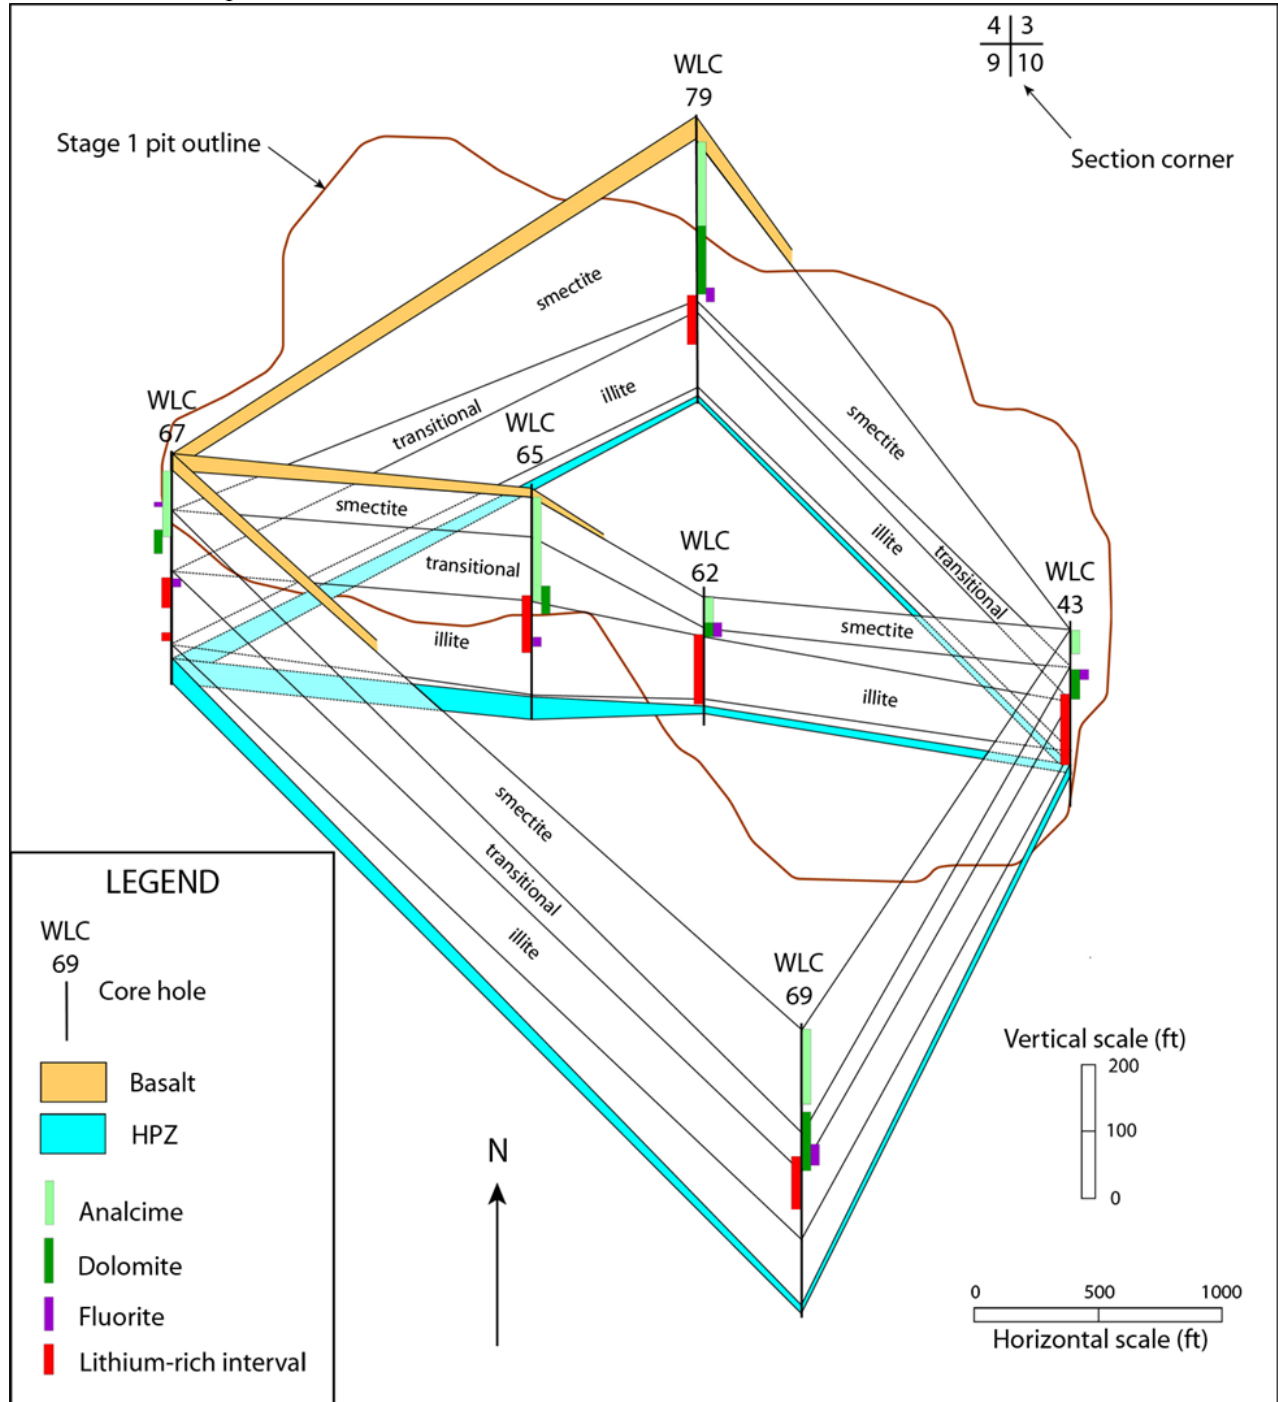 4 3
9 10
WLC
79
Stage 1 pit outline
Section corner
smectite
WLC
67
transitional
illite
WLC
65
smectite
smectite
transitional
illite
transitional
WLC
62
WLC
43
illite
smectite
illite
smectite
transitional
illite
WLC
69
LEGEND
WLC
69
Core hole
Basalt
HPZ
Analcime
Dolomite
Fluorite
Lithium-rich interval
N
Vertical scale (ft)
200
100
0
0 500 1000
Horizontal scale (ft)